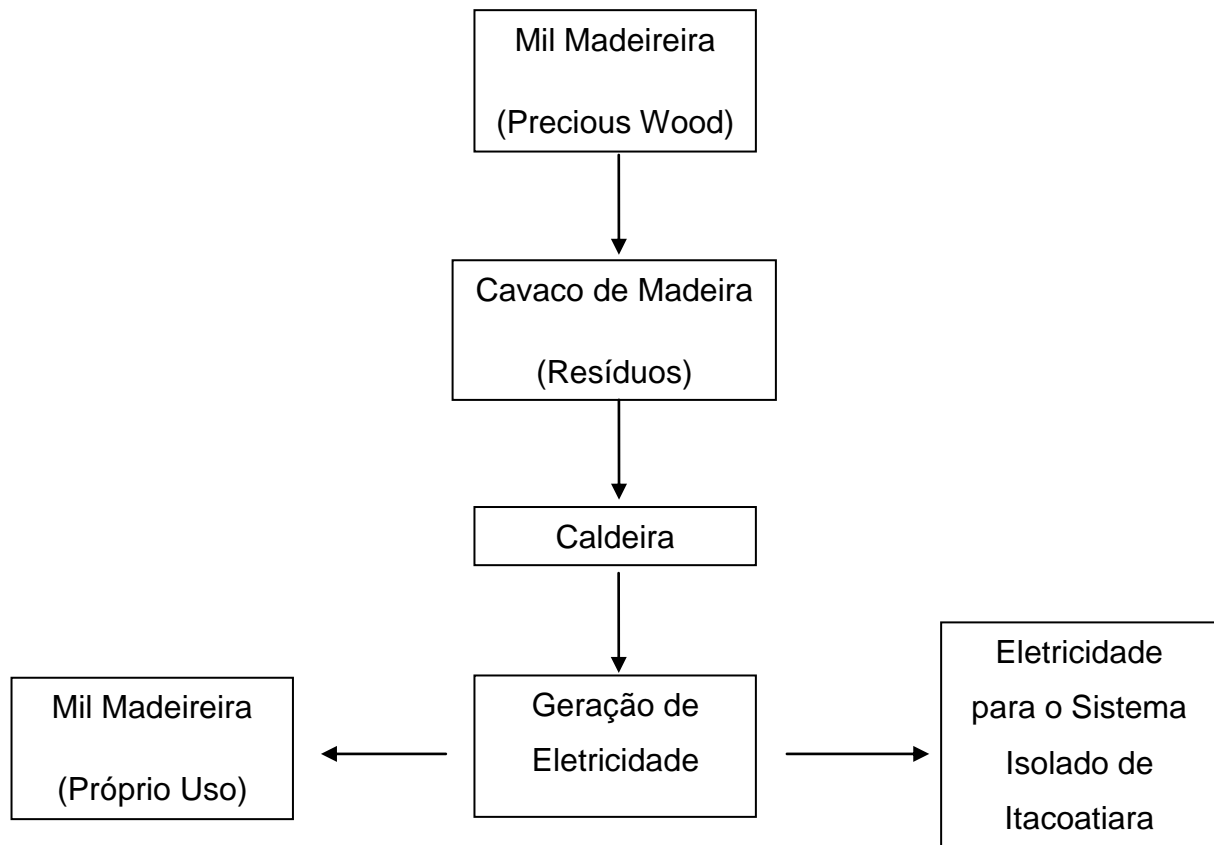 Mil Madeireira
(Precious Wood)
Cavaco de Madeira
(Resíduos)
Caldeira
Geração de
Eletricidade
Mil Madeireira
(Próprio Uso)
Eletricidade
para o Sistema
Isolado de
Itacoatiara